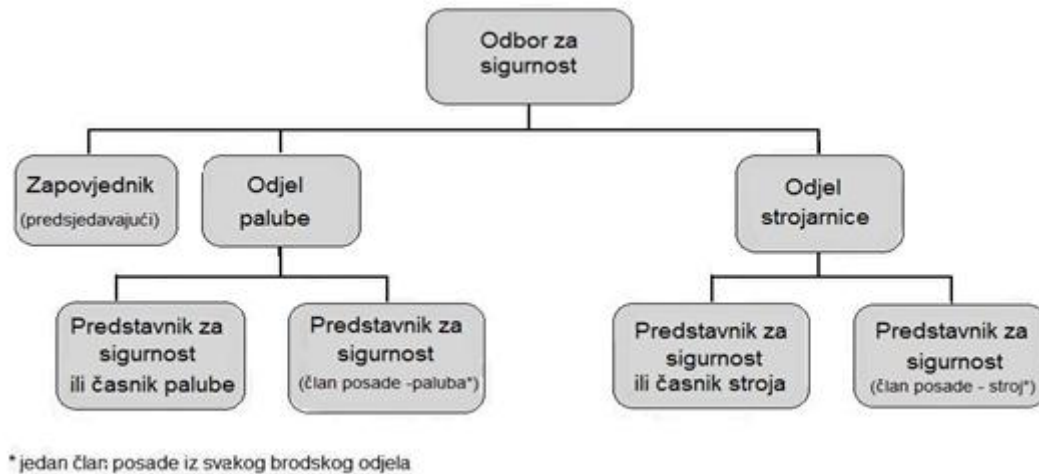 Odbor za
sigurnost
Zapovjednik
(predsjedavajući)
Odjel
palube
Odjel
strojarnice
Predstavnik za
sigurnost
ili časnik palube
Predstavnik za
sigurnost
(član posade -paluba*)
Predstavnik za
sigurnost
ili časnik stroja
Predstavnik za
sigurnost
(član posade - stroj*)
* jedan član posade iz svakog brodskog odjela